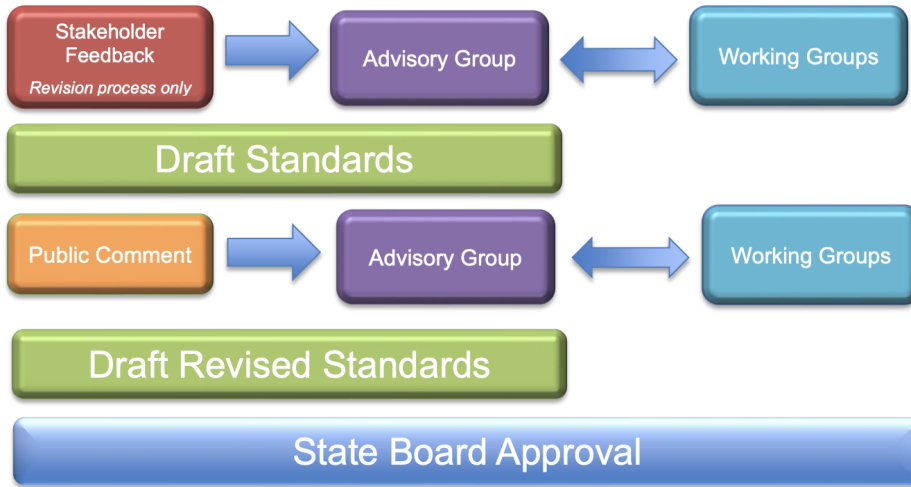 Stakeholder
Feedback
Revision process only
Advisory Group
Working Groups
Draft Standards
Public Comment
Advisory Group
Working Groups
Draft Revised Standards
State Board Approval